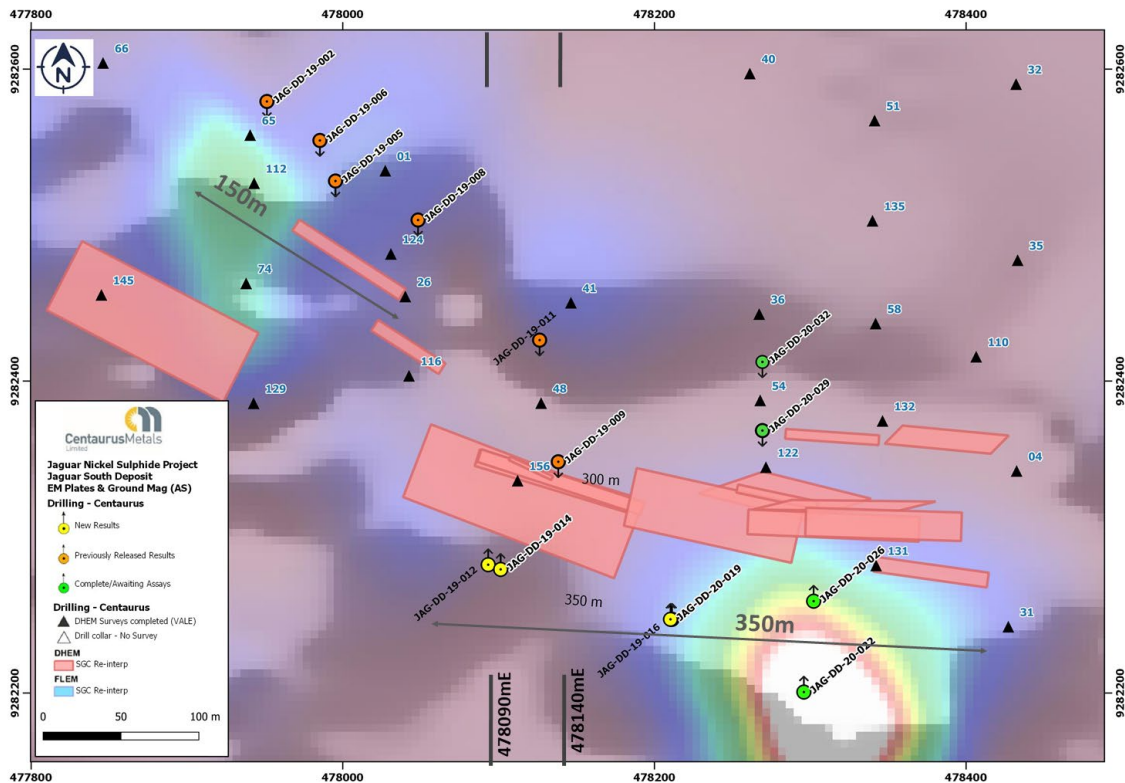 477800 478000 478200 478400
9282600
9282600
N
66
JAG-DD-19-002
40
32
65
JAG-DD-19-006
51
JAG-DD-19-005
01
112
150m
JAG-DD-19-008
135
124
35
74
26
145
41
36
58
JAG-DD-19-011
JAG-DD-20-032
110
116
9282400
9282400
129
48
54
JAG-DD-20-029
132
JAG-DD-19-009
156
300 m
122
04
JAG-DD-19-014
JAG-DD-19-012
131
JAG-DD-20-026
350 m
JAG-DD-20-019
JAG-DD-19-016
350m
31
JAG-DD-20-022
9282200
9282200
478090mE
478140mE
CentaurusMetals
Limited
Jaguar Nickel Sulphide Project
Jaguar South Deposit
EM Plates & Ground Mag (AS)
Drilling - Centaurus
New Results
Previously Released Results
Complete/Awaiting Assays
Drilling - Centaurus
DHEM Surveys completed (VALE)
Drill collar - No Survey
DHEM
SGC Re-interp
FLEM
SGC Re-interp
0 50 100 m
477800 478000 478200 478400